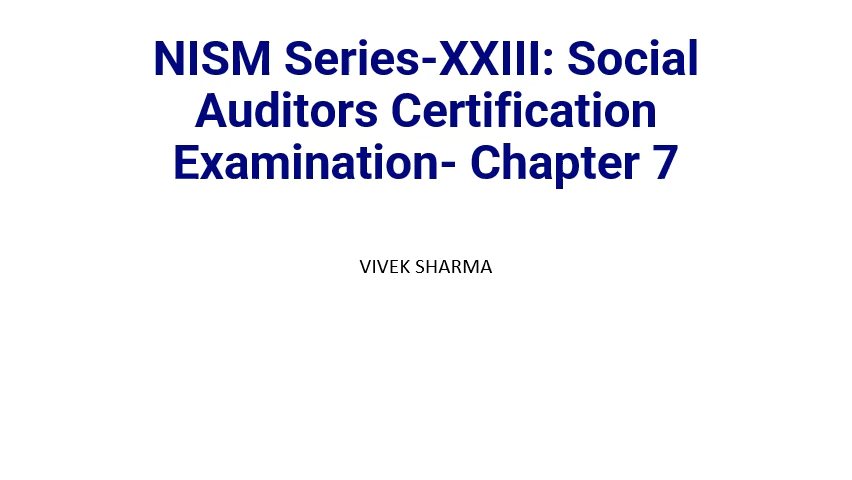 NISM Series-XXIII: Social
Auditors Certification
Examination- Chapter 7
VIVEK SHARMA